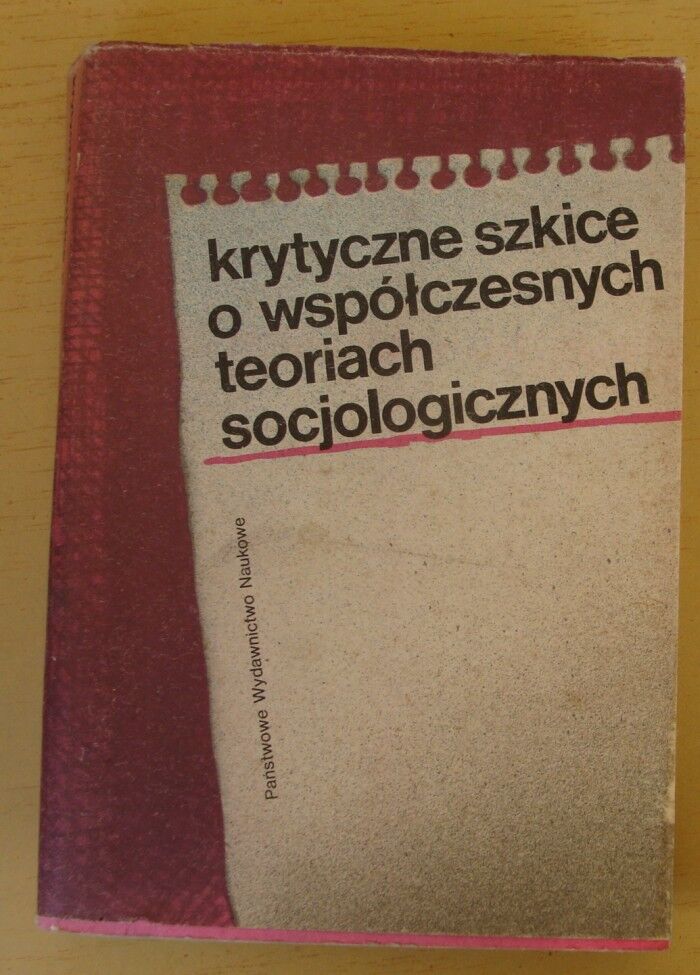 krytyczne szkice
o współczesnych
teoriach
socjologicznych
Państwowe Wydawnictwo Naukowe